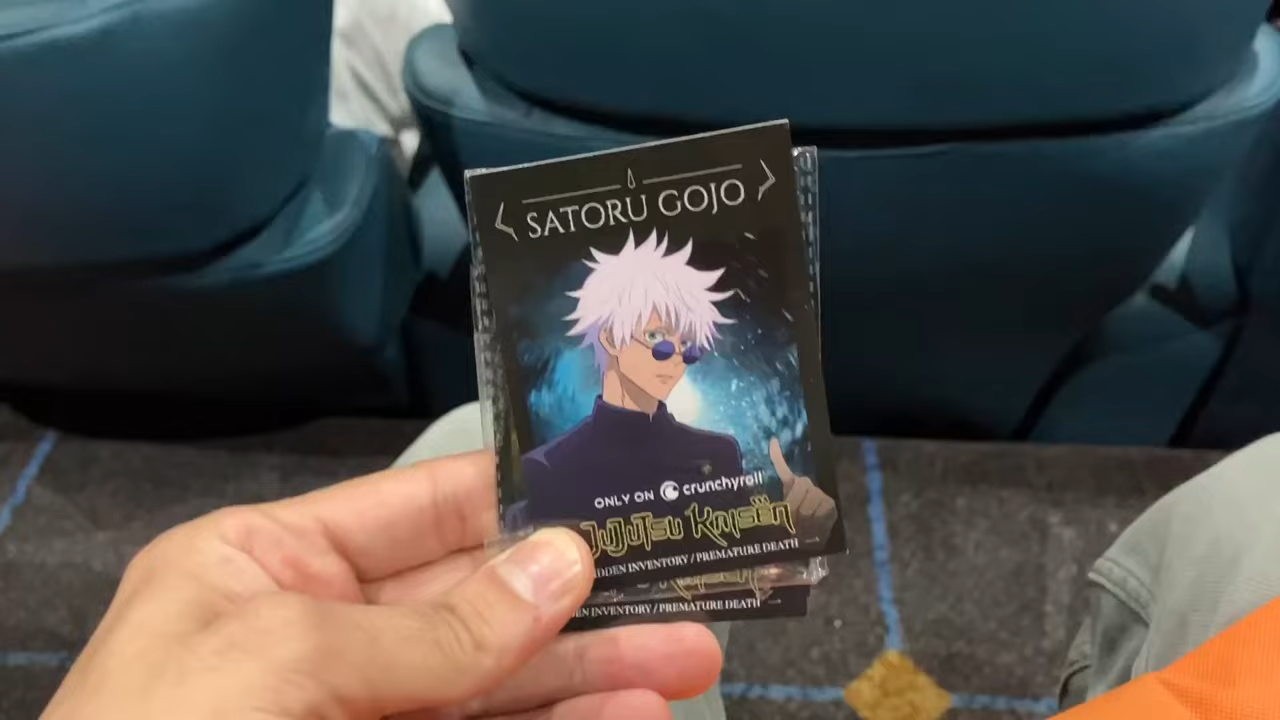 SATORU GOJO
ONLY ON crunchyroll
JUJUTSU KAISEN
INVENTORY / PREMATURE DEATH
INVENTORY / PREMATURE DEATH